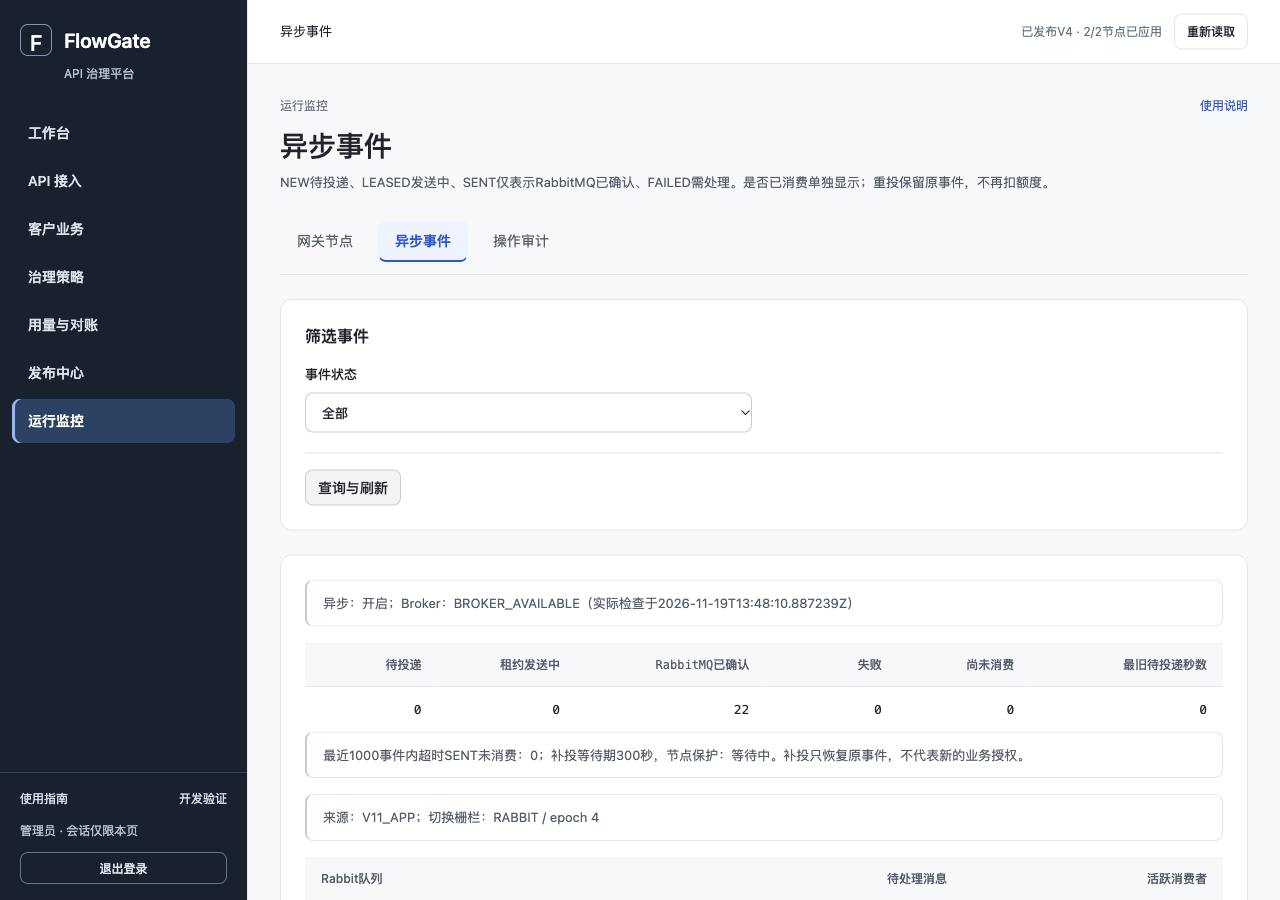 F FlowGate
API 治理平台
工作台
API 接入
客户业务
治理策略
用量与对账
发布中心
运行监控
使用指南 开发验证
管理员 · 会话仅限本页
退出登录
异步事件 已发布V4 · 2/2节点已应用 重新读取
运行监控 使用说明
异步事件
NEW待投递、LEASED发送中、SENT仅表示RabbitMQ已确认、FAILED需处理。是否已消费单独显示；重投保留原事件，不再扣额度。
网关节点 异步事件 操作审计
筛选事件
事件状态
全部
查询与刷新
异步：开启；Broker：BROKER_AVAILABLE（实际检查于2026-11-19T13:48:10.887239Z）
待投递 租约发送中 RabbitMQ已确认 失败 尚未消费 最旧待投递秒数
0 0 22 0 0 0
最近1000事件内超时SENT未消费：0；补投等待期300秒，节点保护：等待中。补投只恢复原事件，不代表新的业务授权。
来源：V11_APP；切换栅栏：RABBIT / epoch 4
Rabbit队列 待处理消息 活跃消费者